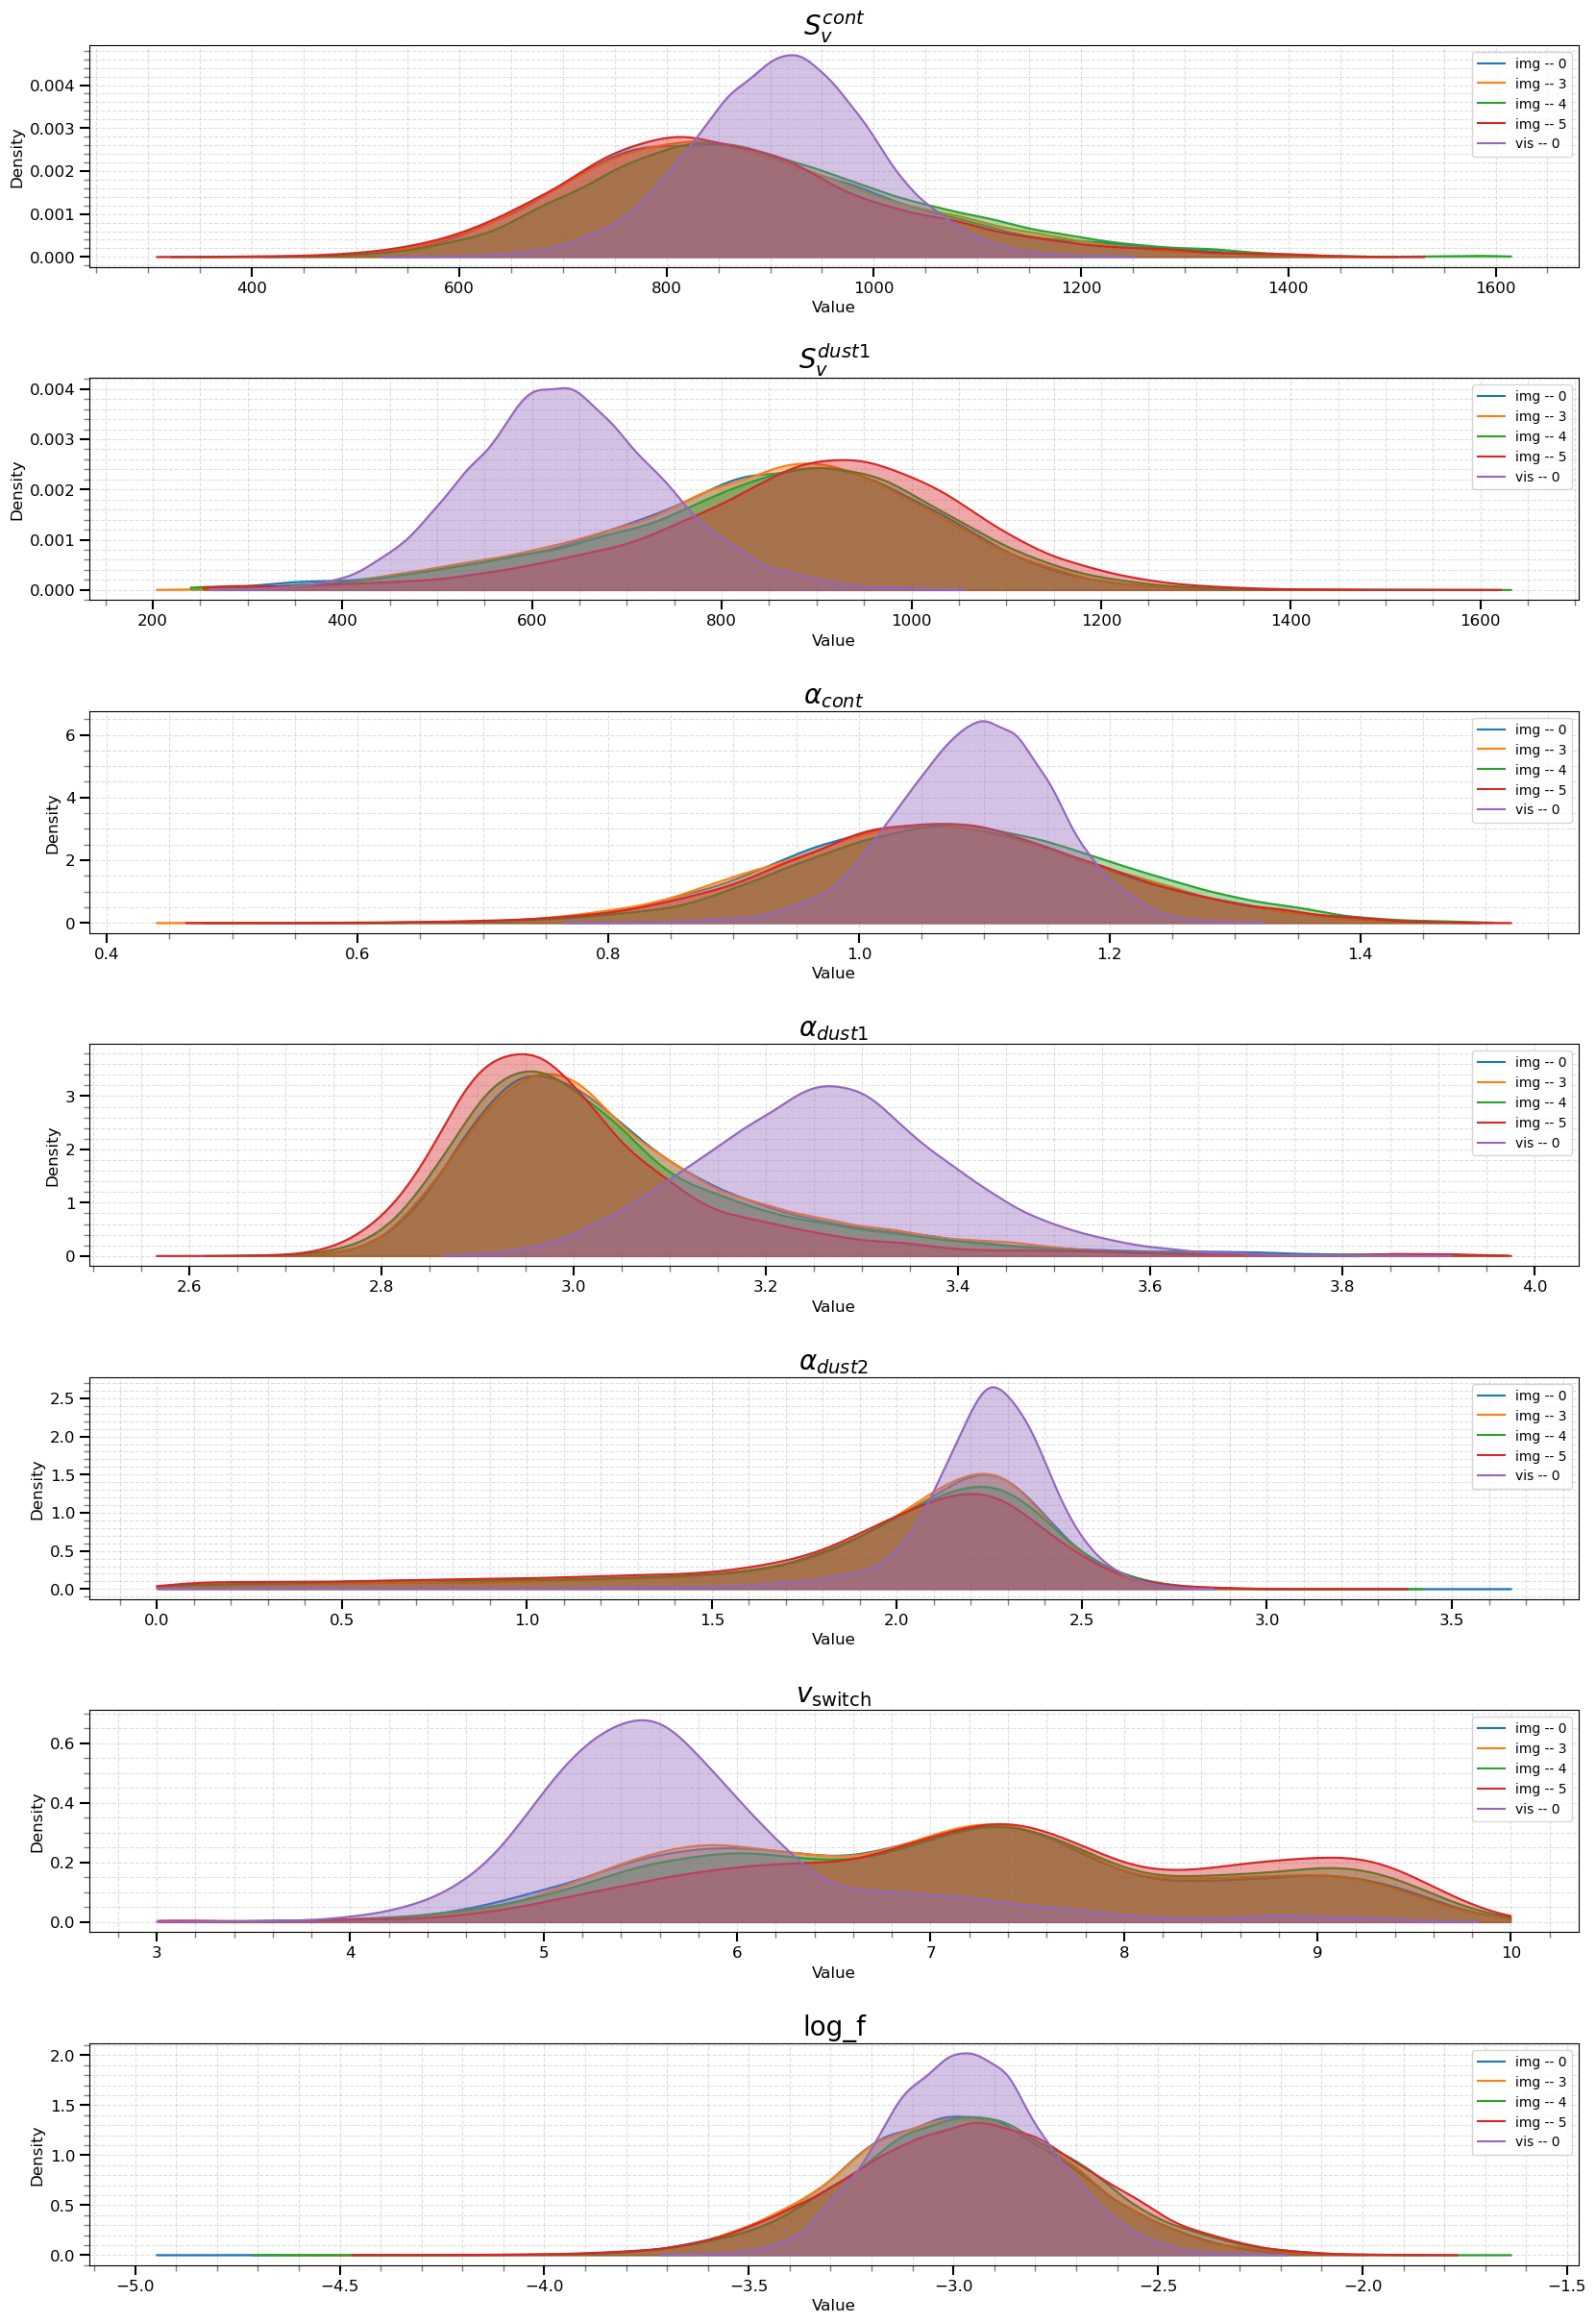 S_v^{cont}
Density
0.004
0.003
0.002
0.001
0.000
400 600 800 1000 1200 1400 1600
Value
img -- 0
img -- 3
img -- 4
img -- 5
vis -- 0
S_v^{dust1}
Density
0.004
0.003
0.002
0.001
0.000
200 400 600 800 1000 1200 1400 1600
Value
img -- 0
img -- 3
img -- 4
img -- 5
vis -- 0
α_{cont}
Density
6
4
2
0
0.4 0.6 0.8 1.0 1.2 1.4
Value
img -- 0
img -- 3
img -- 4
img -- 5
vis -- 0
α_{dust1}
Density
3
2
1
0
2.6 2.8 3.0 3.2 3.4 3.6 3.8 4.0
Value
img -- 0
img -- 3
img -- 4
img -- 5
vis -- 0
α_{dust2}
Density
2.5
2.0
1.5
1.0
0.5
0.0
0.0 0.5 1.0 1.5 2.0 2.5 3.0 3.5
Value
img -- 0
img -- 3
img -- 4
img -- 5
vis -- 0
v_{switch}
Density
0.6
0.4
0.2
0.0
3 4 5 6 7 8 9 10
Value
img -- 0
img -- 3
img -- 4
img -- 5
vis -- 0
log_f
Density
2.0
1.5
1.0
0.5
0.0
−5.0 −4.5 −4.0 −3.5 −3.0 −2.5 −2.0 −1.5
Value
img -- 0
img -- 3
img -- 4
img -- 5
vis -- 0